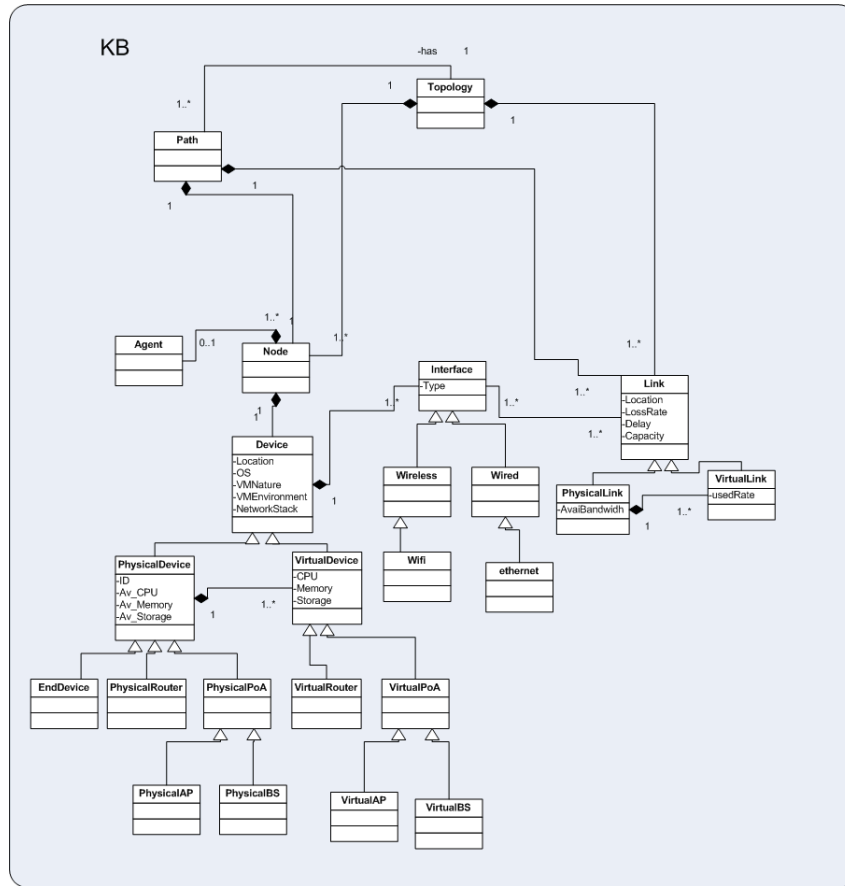 KB
-has 1
Topology
1
1
1..*
Path
1
1
Agent
0..1
1..*
1
Node
1..*
1..*
1
1
Interface
-Type
1..*
1..*
1..*
1..*
Link
-Location
-LossRate
-Delay
-Capacity
Device
-Location
-OS
-VMNature
-VMEnvironment
-NetworkStack
1
Wireless
Wired
Wifi
ethernet
PhysicalLink
-AvaiBandwidh
1
1..*
VirtualLink
-usedRate
PhysicalDevice
-ID
-Av_CPU
-Av_Memory
-Av_Storage
1
1..*
VirtualDevice
-CPU
-Memory
-Storage
EndDevice
PhysicalRouter
PhysicalPoA
VirtualRouter
VirtualPoA
PhysicalAP
PhysicalBS
VirtualAP
VirtualBS